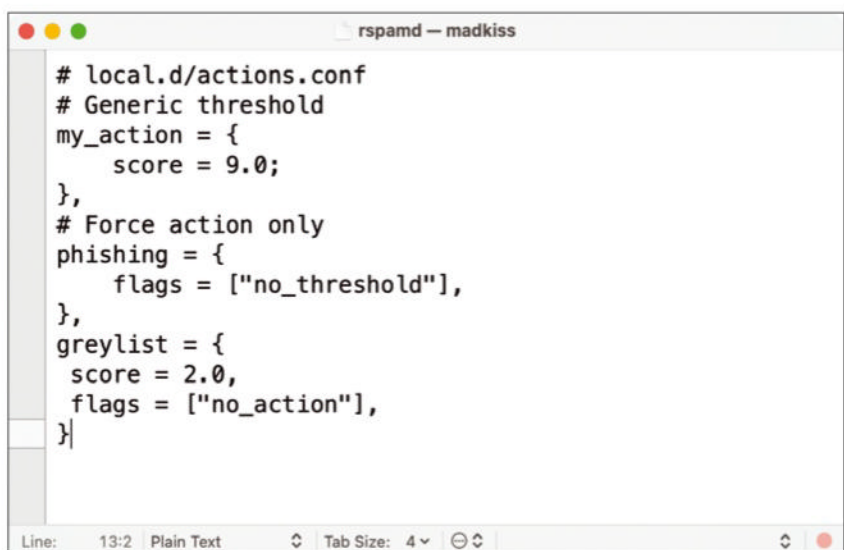 rspamd — madkiss
# local.d/actions.conf
# Generic threshold
my_action = {
    score = 9.0;
},
# Force action only
phishing = {
    flags = ["no_threshold"],
},
greylist = {
 score = 2.0,
 flags = ["no_action"],
}
Line: 13:2 Plain Text Tab Size: 4